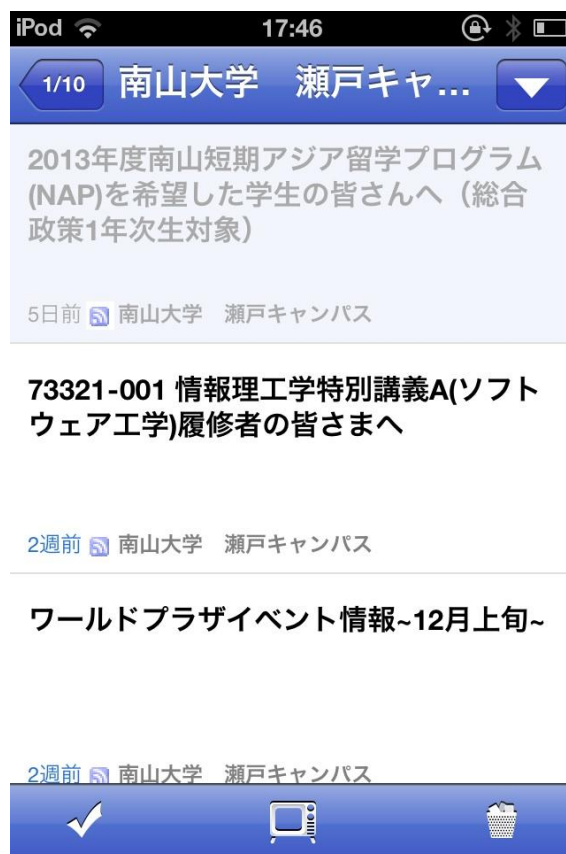 iPod 17:46
1/10 南山大学　瀬戸キャ...
2013年度南山短期アジア留学プログラム
(NAP)を希望した学生の皆さんへ（総合
政策1年次生対象）
5日前 南山大学　瀬戸キャンパス
73321-001 情報理工学特別講義A(ソフト
ウェア工学)履修者の皆さまへ
2週前 南山大学　瀬戸キャンパス
ワールドプラザイベント情報~12月上旬~
2週前 南山大学　瀬戸キャンパス